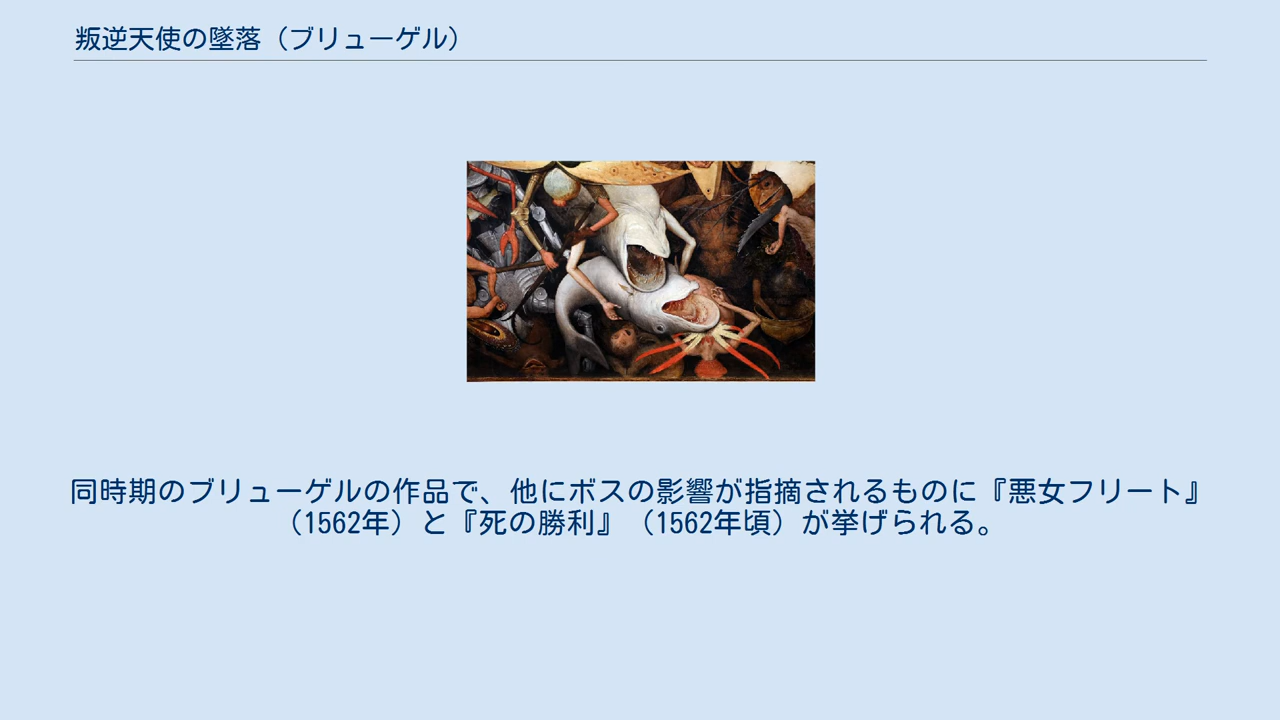 叛逆天使の墜落（ブリューゲル）
同時期のブリューゲルの作品で、他にボスの影響が指摘されるものに『悪女フリート』
（1562年）と『死の勝利』（1562年頃）が挙げられる。